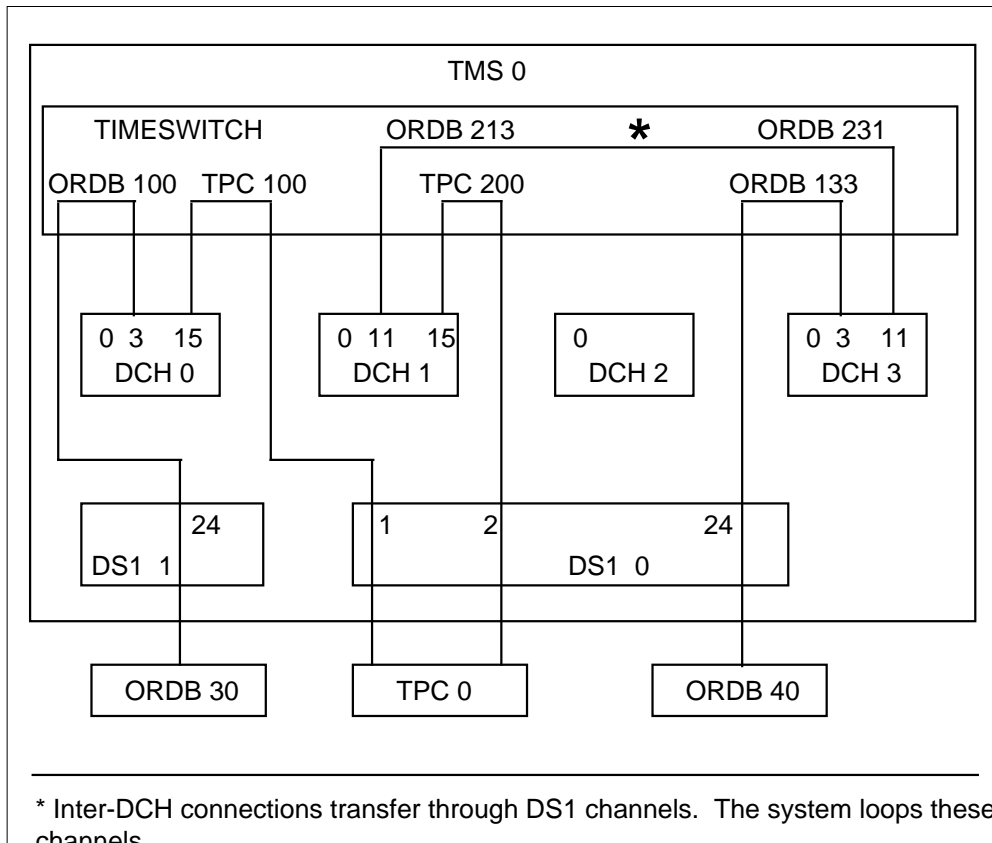 TMS 0
TIMESWITCH ORDB 213 * ORDB 231
ORDB 100 TPC 100 TPC 200 ORDB 133
0 3 15 0 11 15 0 0 3 11
DCH 0 DCH 1 DCH 2 DCH 3
24 1 2 24
DS1 1 DS1 0
ORDB 30 TPC 0 ORDB 40
* Inter-DCH connections transfer through DS1 channels. The system loops these
channels